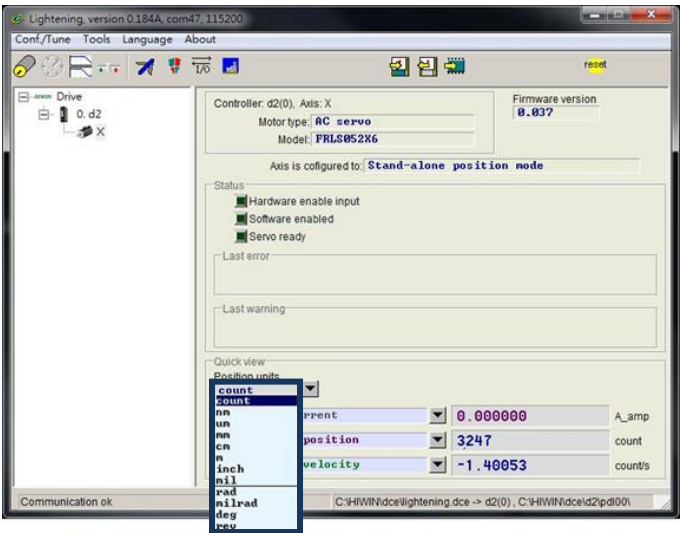 Lightening, version 0.184A, com47, 115200
Conf./Tune Tools Language About
I/O
reset
Drive
0. d2
X
Controller: d2(0), Axis: X
Motor type: AC servo
Model: FRLS052X6
Firmware version
0.037
Axis is cofigured to: Stand-alone position mode
Status
Hardware enable input
Software enabled
Servo ready
Last error
Last warning
Quick view
Position units
count
count
nm
um
mm
cm
m
inch
mil
rad
milrad
deg
rev
rrent 0.000000 A_amp
position 3247 count
velocity -1.40053 count/s
Communication ok
C:\HIWIN\dce\lightening.dce -> d2(0), C:\HIWIN\dce\d2\pdl00\